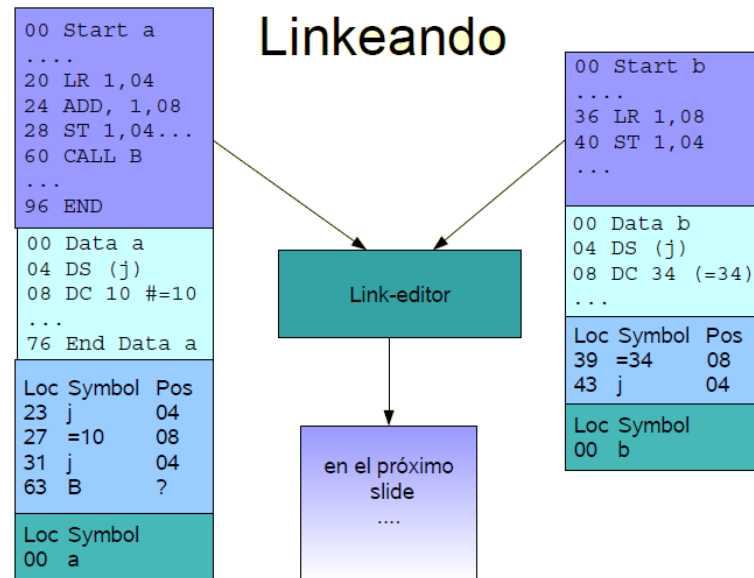 Linkeando
00 Start a
....
20 LR 1,04
24 ADD, 1,08
28 ST 1,04...
60 CALL B
...
96 END
00 Data a
04 DS (j)
08 DC 10 #=10
...
76 End Data a
Loc Symbol Pos
23 j 04
27 =10 08
31 j 04
63 B ?
Loc Symbol
00 a
Link-editor
en el próximo
slide
....
00 Start b
....
36 LR 1,08
40 ST 1,04
...
00 Data b
04 DS (j)
08 DC 34 (=34)
...
Loc Symbol Pos
39 =34 08
43 j 04
Loc Symbol
00 b